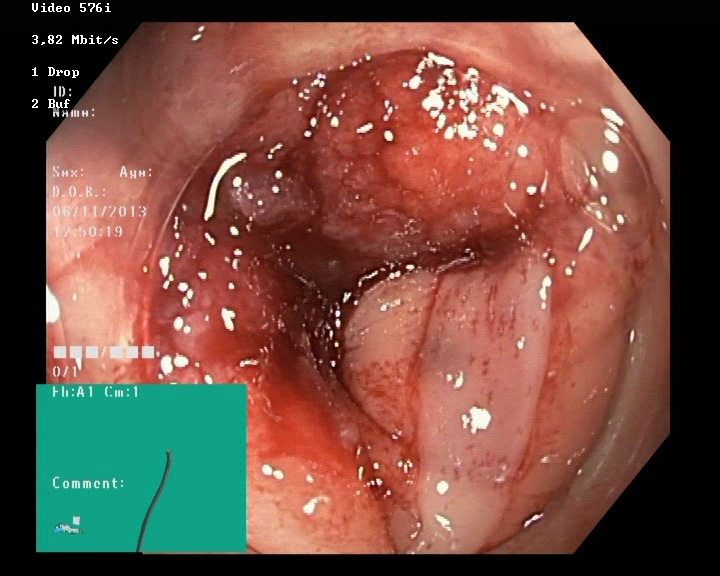 Video 576i
3,82 Mbit/s
1 Drop
ID:
2 Buf
Name:
Sex: Age:
D.O.B.:
06/11/2013
12:50:19
0/1
Eh:A1 Cm:1
Comment: